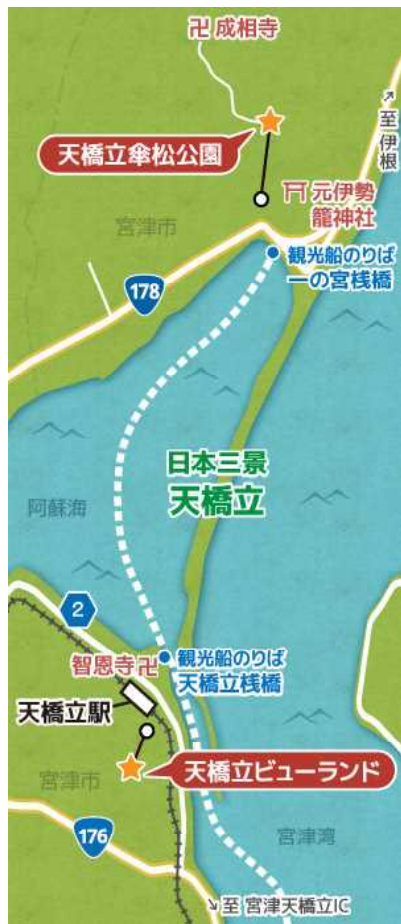 卍 成相寺
至 伊根
天橋立傘松公園
元伊勢
籠神社
宮津市
観光船のりば
一の宮桟橋
178
日本三景
天橋立
阿蘇海
2
智恩寺卍
観光船のりば
天橋立桟橋
天橋立駅
天橋立ビューランド
宮津市
176
宮津湾
至 宮津天橋立IC